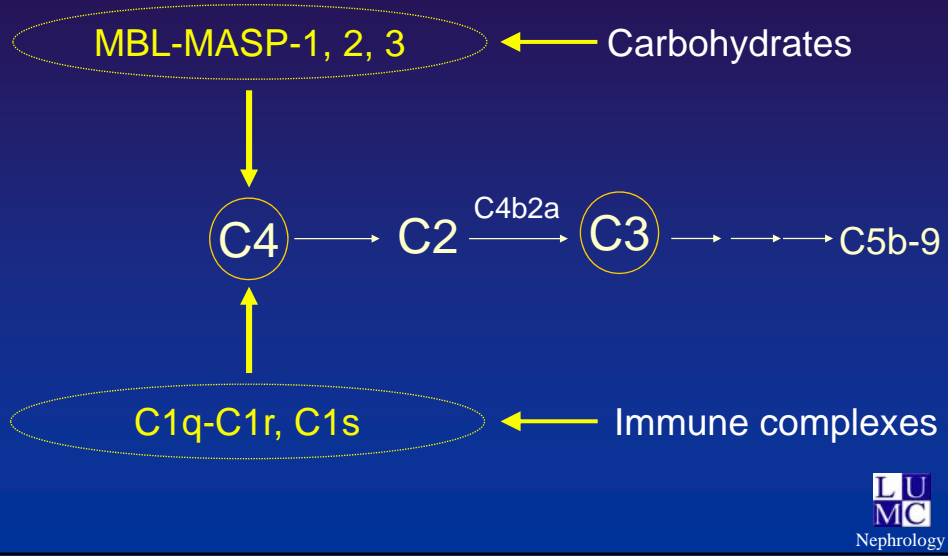 MBL-MASP-1, 2, 3
Carbohydrates
C4
C2
C4b2a
C3
C5b-9
C1q-C1r, C1s
Immune complexes
L U
MC
Nephrology